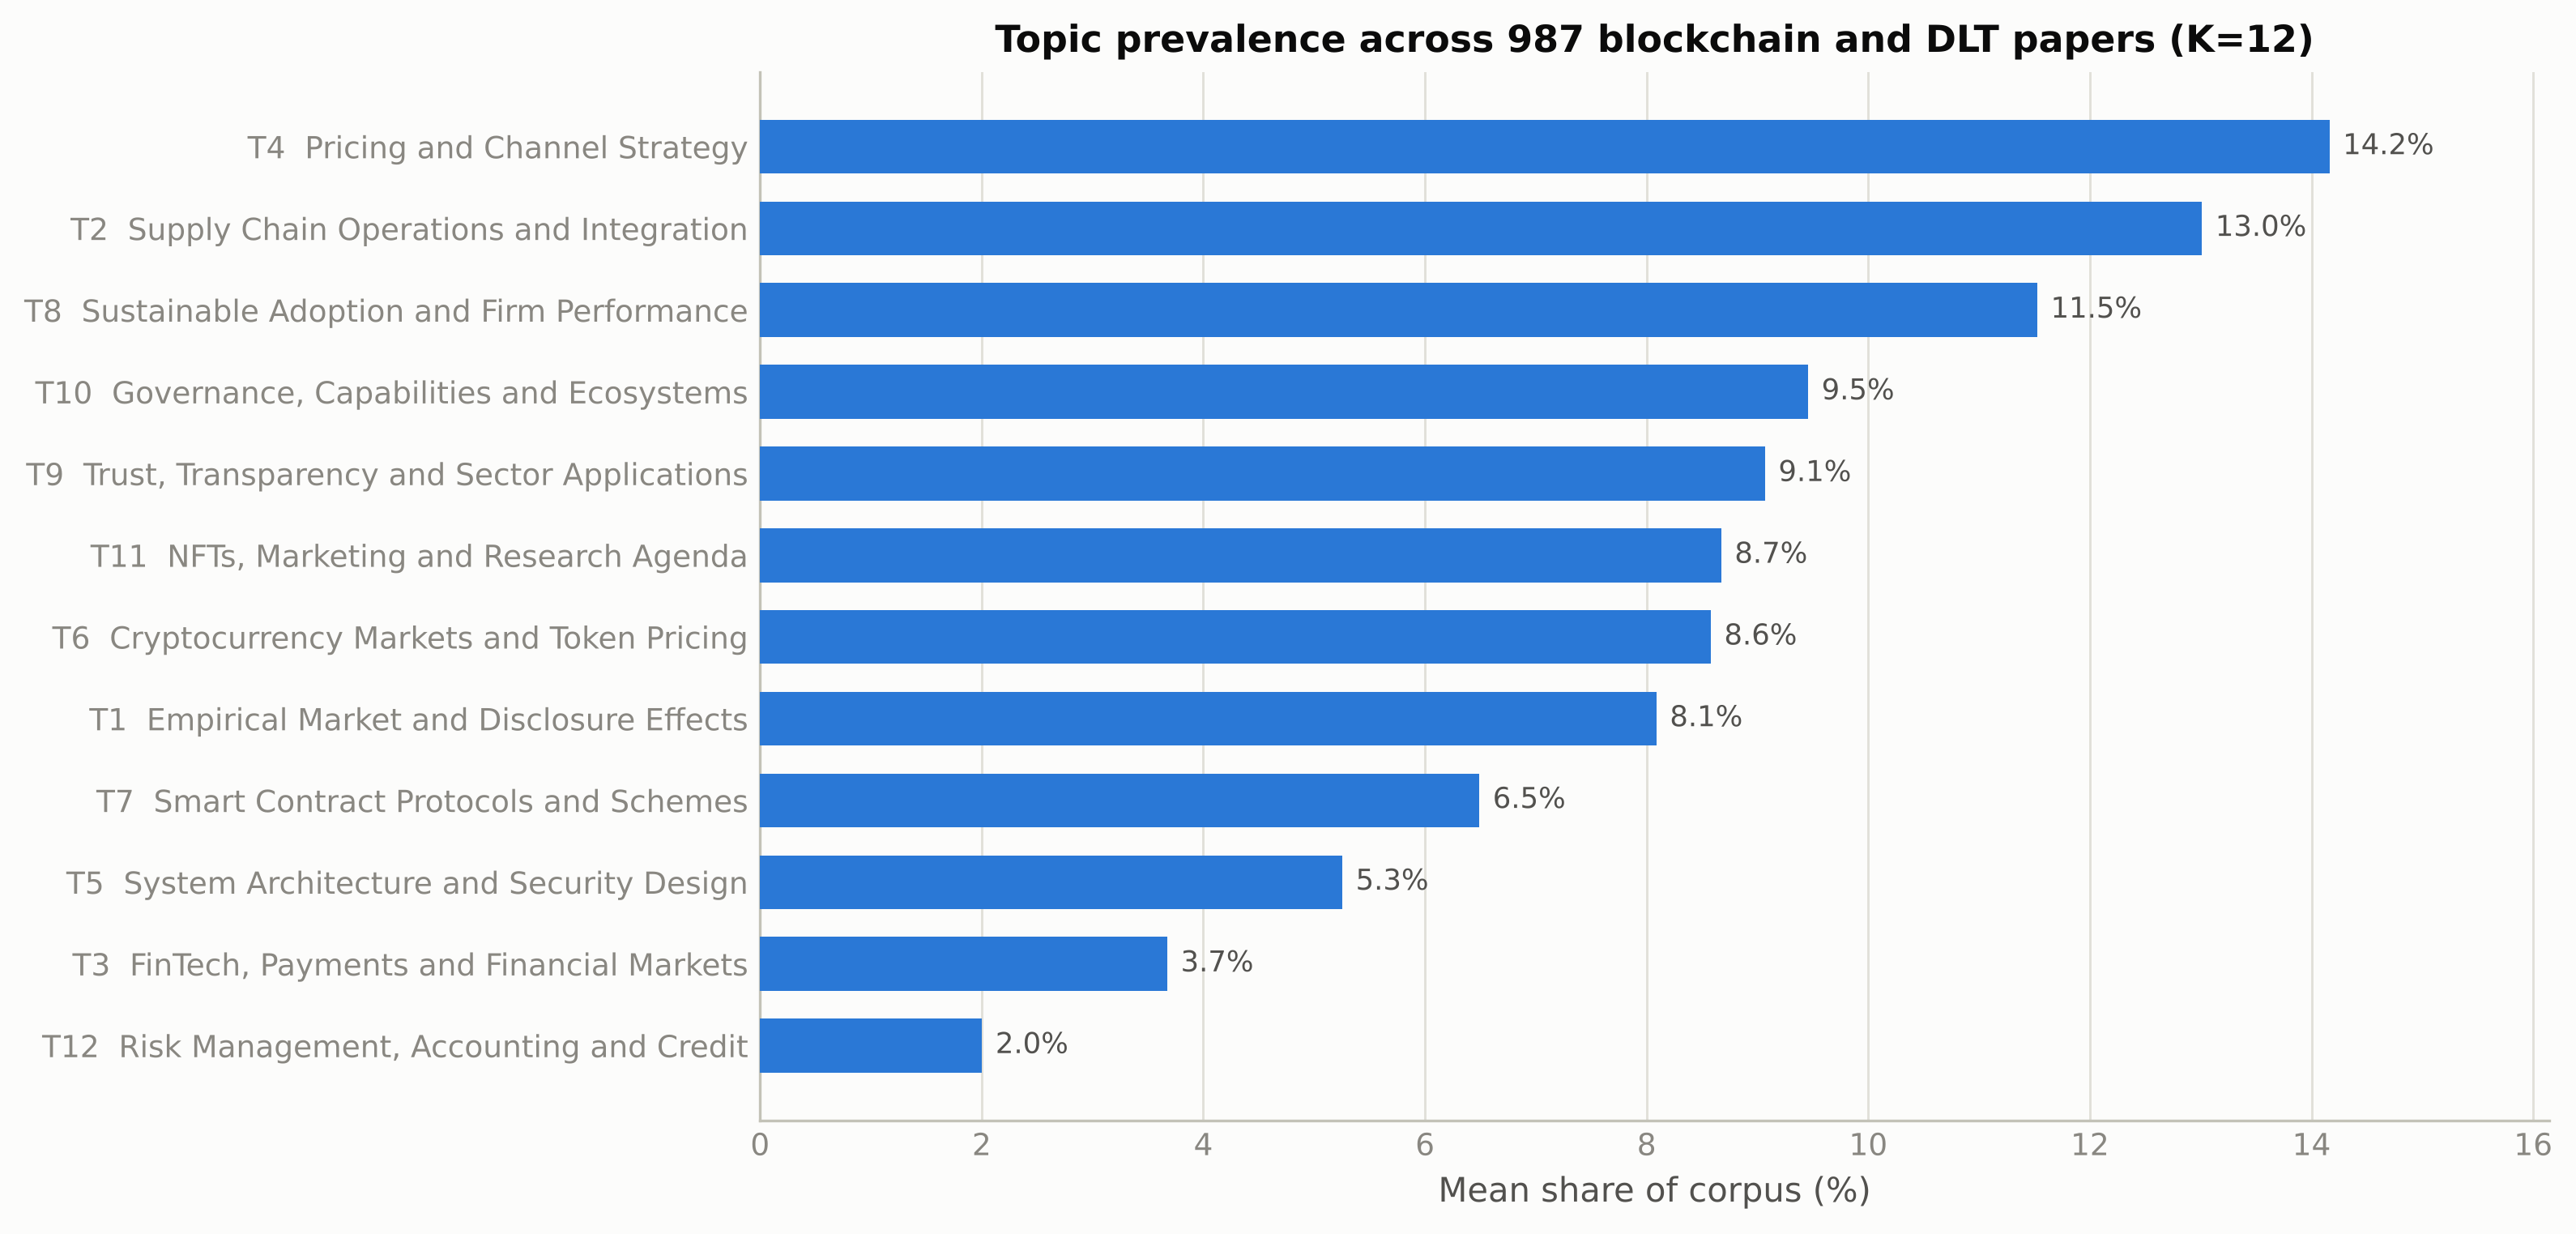 Topic prevalence across 987 blockchain and DLT papers (K=12)
T4 Pricing and Channel Strategy 14.2%
T2 Supply Chain Operations and Integration 13.0%
T8 Sustainable Adoption and Firm Performance 11.5%
T10 Governance, Capabilities and Ecosystems 9.5%
T9 Trust, Transparency and Sector Applications 9.1%
T11 NFTs, Marketing and Research Agenda 8.7%
T6 Cryptocurrency Markets and Token Pricing 8.6%
T1 Empirical Market and Disclosure Effects 8.1%
T7 Smart Contract Protocols and Schemes 6.5%
T5 System Architecture and Security Design 5.3%
T3 FinTech, Payments and Financial Markets 3.7%
T12 Risk Management, Accounting and Credit 2.0%
0 2 4 6 8 10 12 14 16
Mean share of corpus (%)